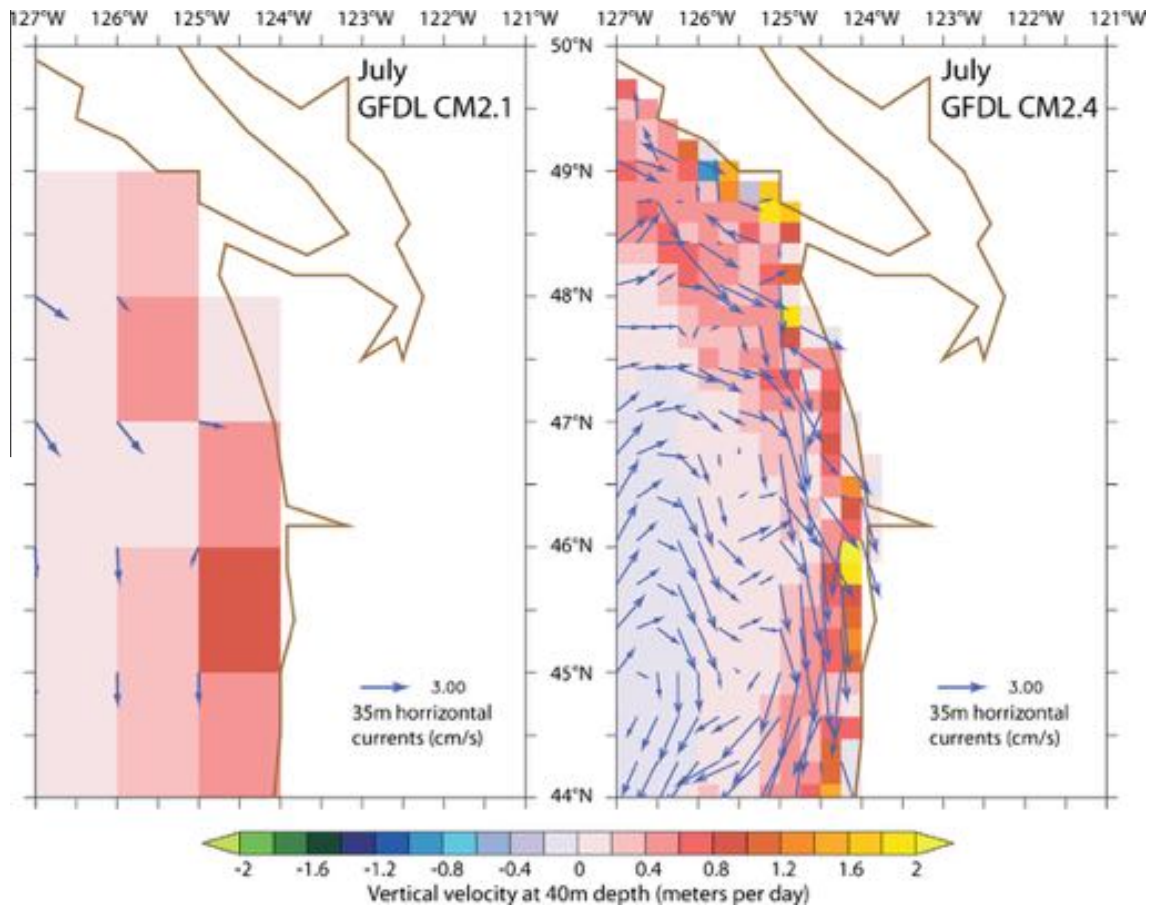 127°W 126°W 125°W 124°W 123°W 122°W 121°W 127°W 126°W 125°W 124°W 123°W 122°W 121°W
50°N
July
GFDL CM2.1
July
GFDL CM2.4
49°N
48°N
47°N
46°N
45°N
3.00
35m horrizontal
currents (cm/s)
3.00
35m horrizontal
currents (cm/s)
44°N
-2 -1.6 -1.2 -0.8 -0.4 0 0.4 0.8 1.2 1.6 2
Vertical velocity at 40m depth (meters per day)